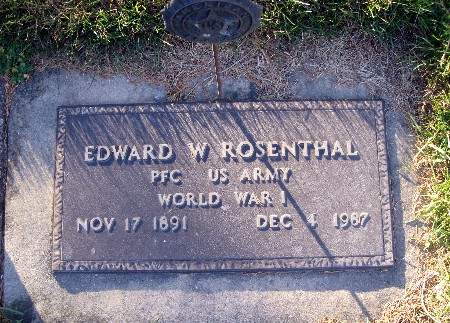 EDWARD W ROSENTHAL
PFC US ARMY
WORLD WAR I
NOV 17 1891 DEC 4 1987